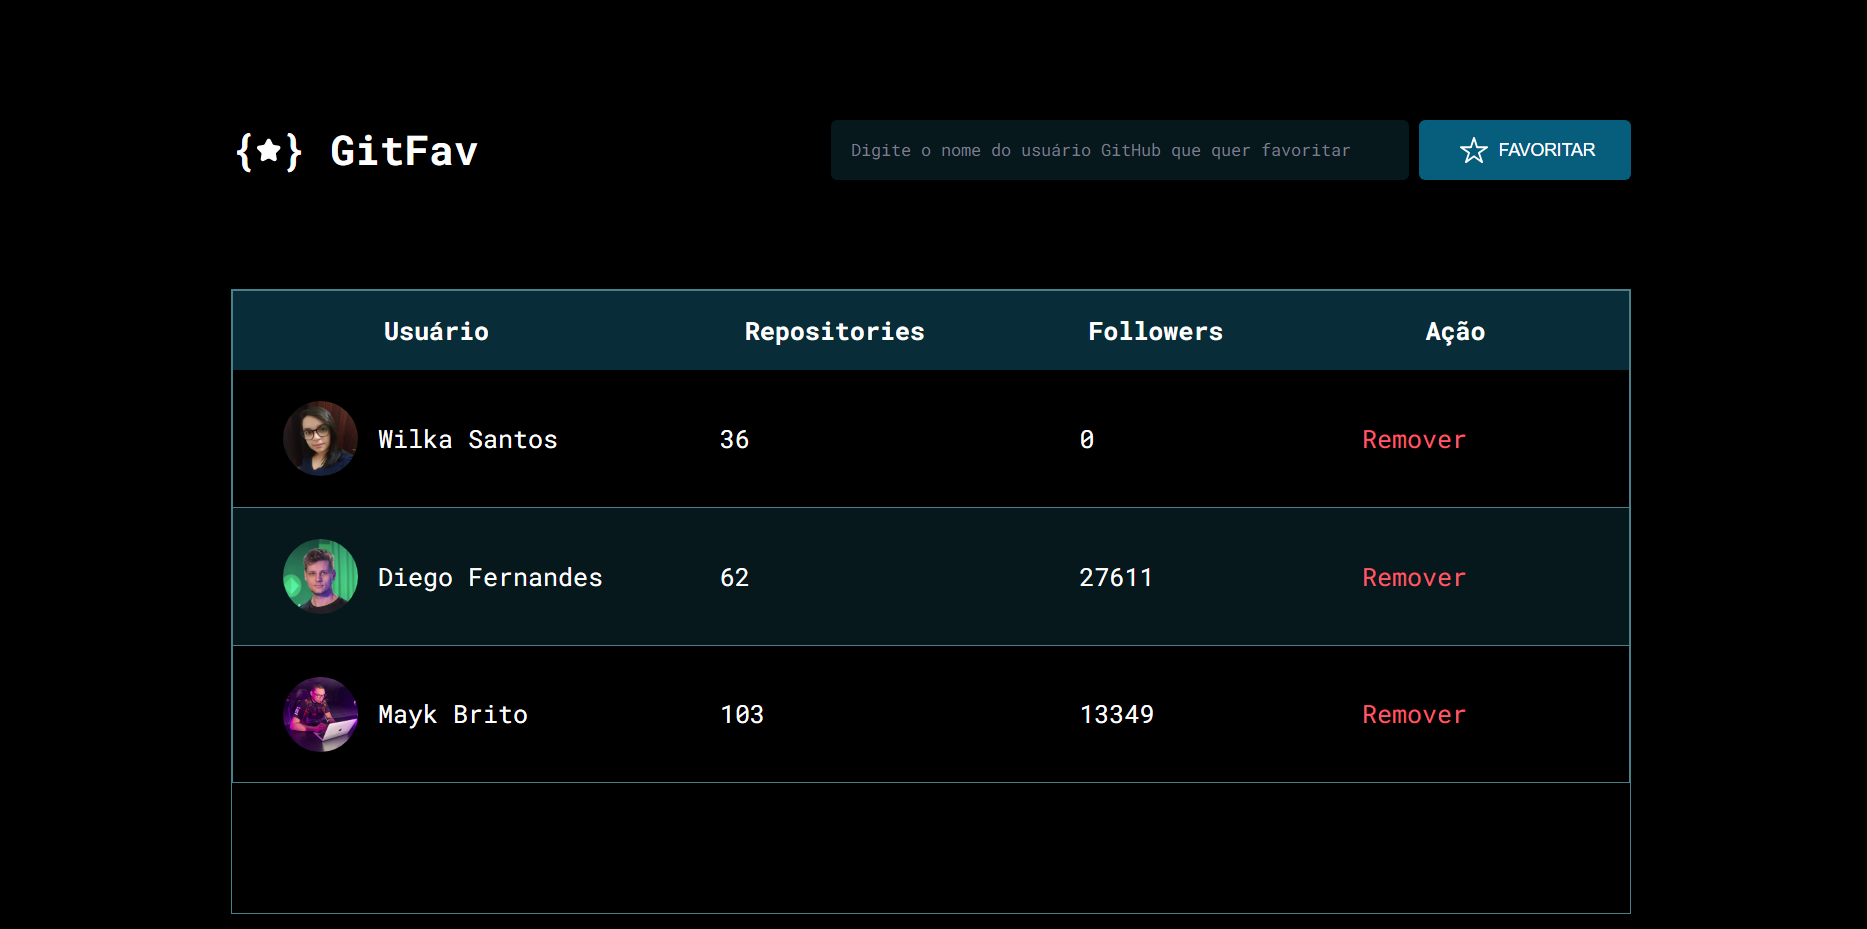 {★} GitFav
Digite o nome do usuário GitHub que quer favoritar
FAVORITAR
Usuário Repositories Followers Ação
Wilka Santos 36 0 Remover
Diego Fernandes 62 27611 Remover
Mayk Brito 103 13349 Remover